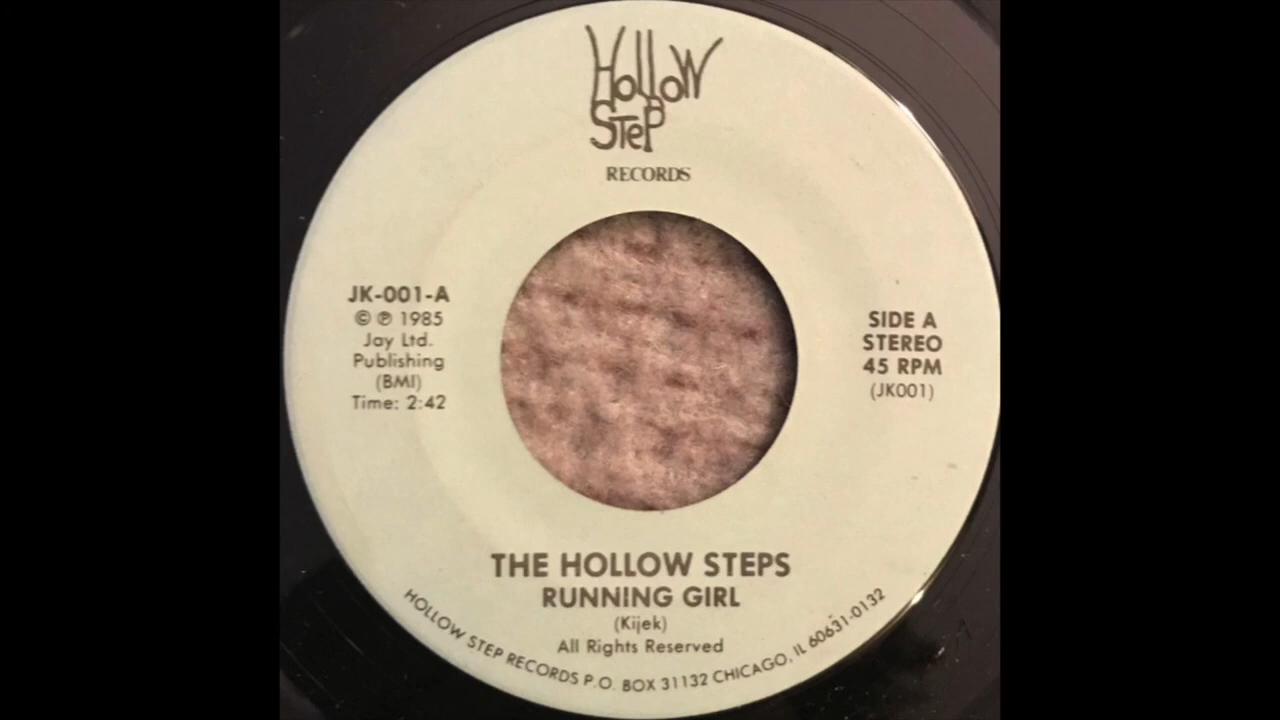 Hollow
Step
RECORDS
JK-001-A
© ℗ 1985
Jay Ltd.
Publishing
(BMI)
Time: 2:42
SIDE A
STEREO
45 RPM
(JK001)
THE HOLLOW STEPS
RUNNING GIRL
(Kijek)
All Rights Reserved
HOLLOW STEP RECORDS P.O. BOX 31132 CHICAGO, IL 60631-0132